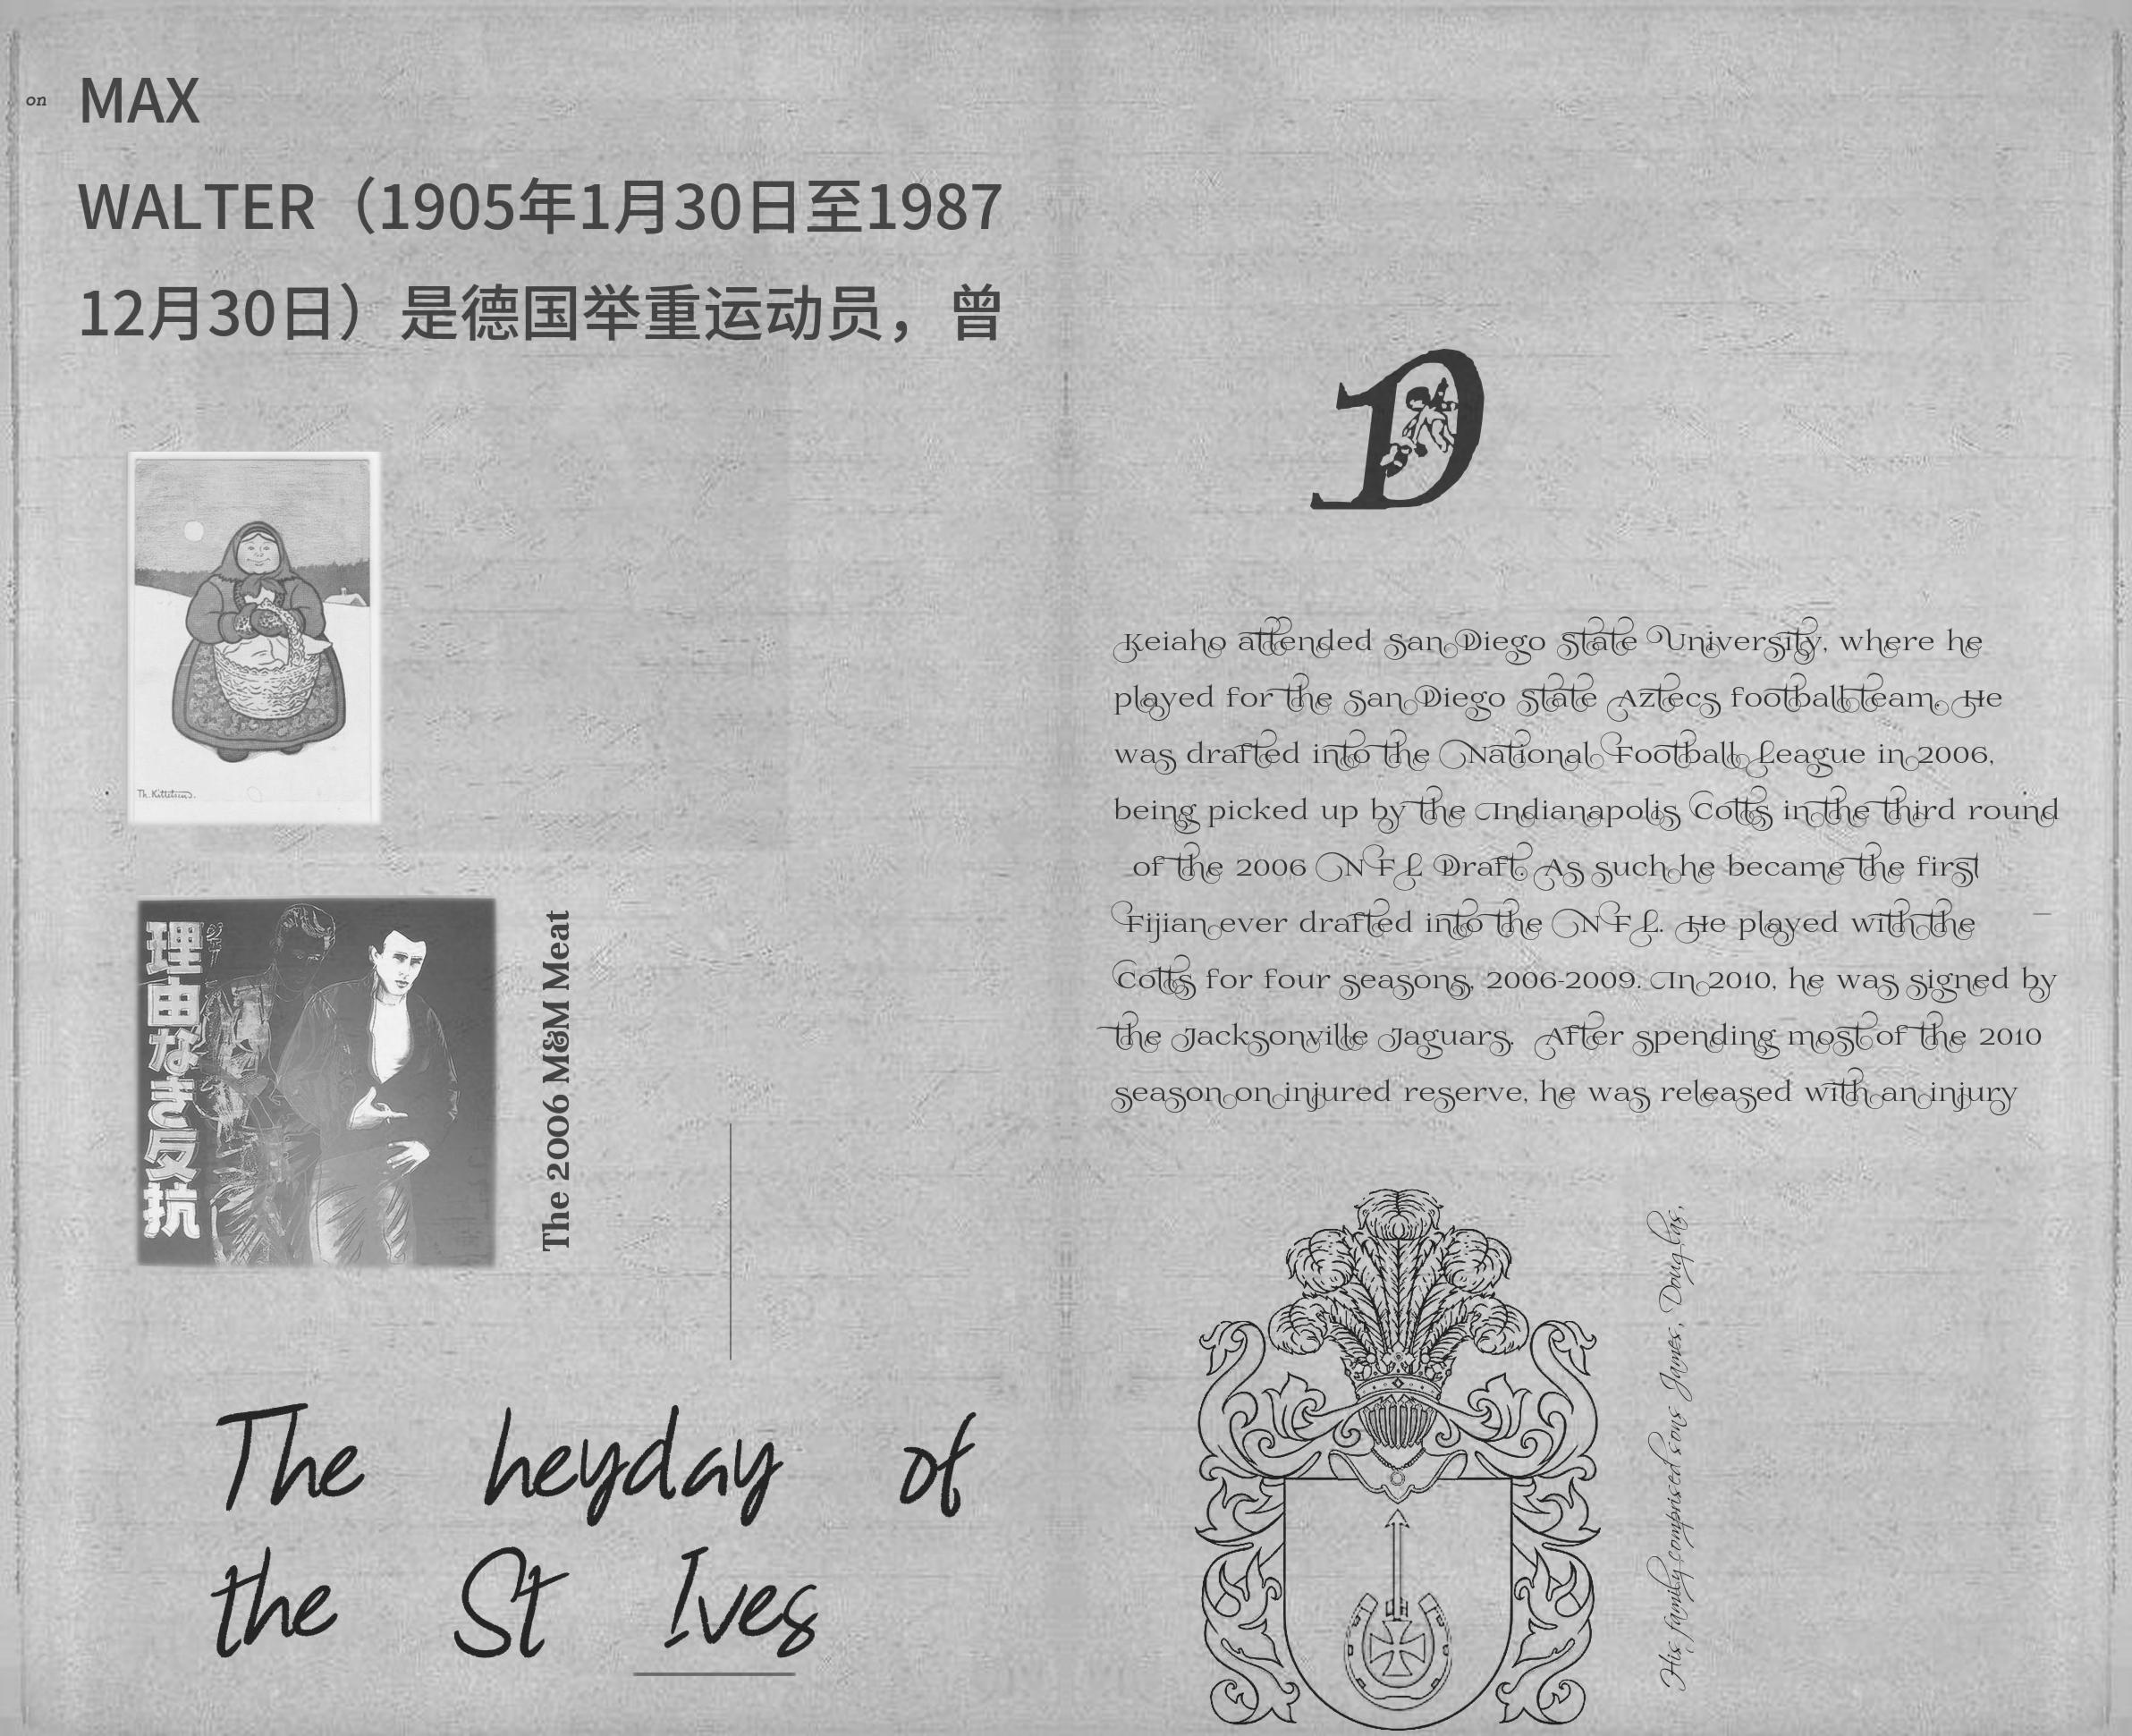 on
MAX
WALTER（1905年1月30日至1987
12月30日）是德国举重运动员，曾
Th. Kittelsen.
理由なき反抗
The 2006 M&M Meat
The heyday of
the St Ives
D
Keiaho attended San Diego State University, where he
played for the San Diego State Aztecs football team. He
was drafted into the National Football League in 2006,
being picked up by the Indianapolis Colts in the third round
of the 2006 NFL Draft. As such he became the first
Fijian ever drafted into the NFL. He played with the
Colts for four seasons, 2006-2009. In 2010, he was signed by
the Jacksonville Jaguars. After spending most of the 2010
season on injured reserve, he was released with an injury
His family comprised sons James, Douglas,